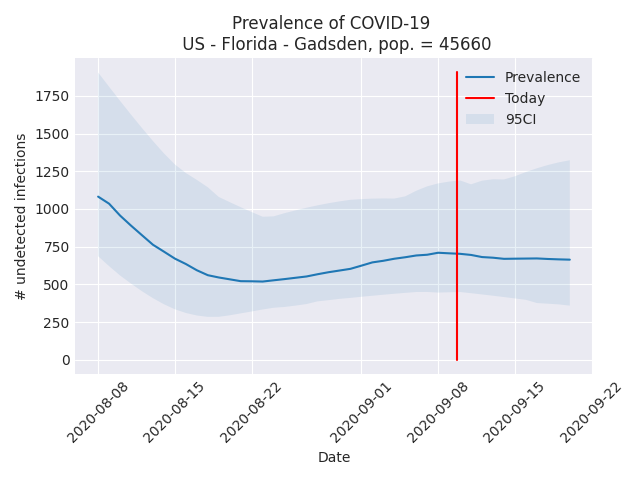 Prevalence of COVID-19
US - Florida - Gadsden, pop. = 45660
Prevalence
Today
95CI
1750
1500
1250
1000
750
500
250
0
# undetected infections
2020-08-08
2020-08-15
2020-08-22
2020-09-01
2020-09-08
2020-09-15
2020-09-22
Date